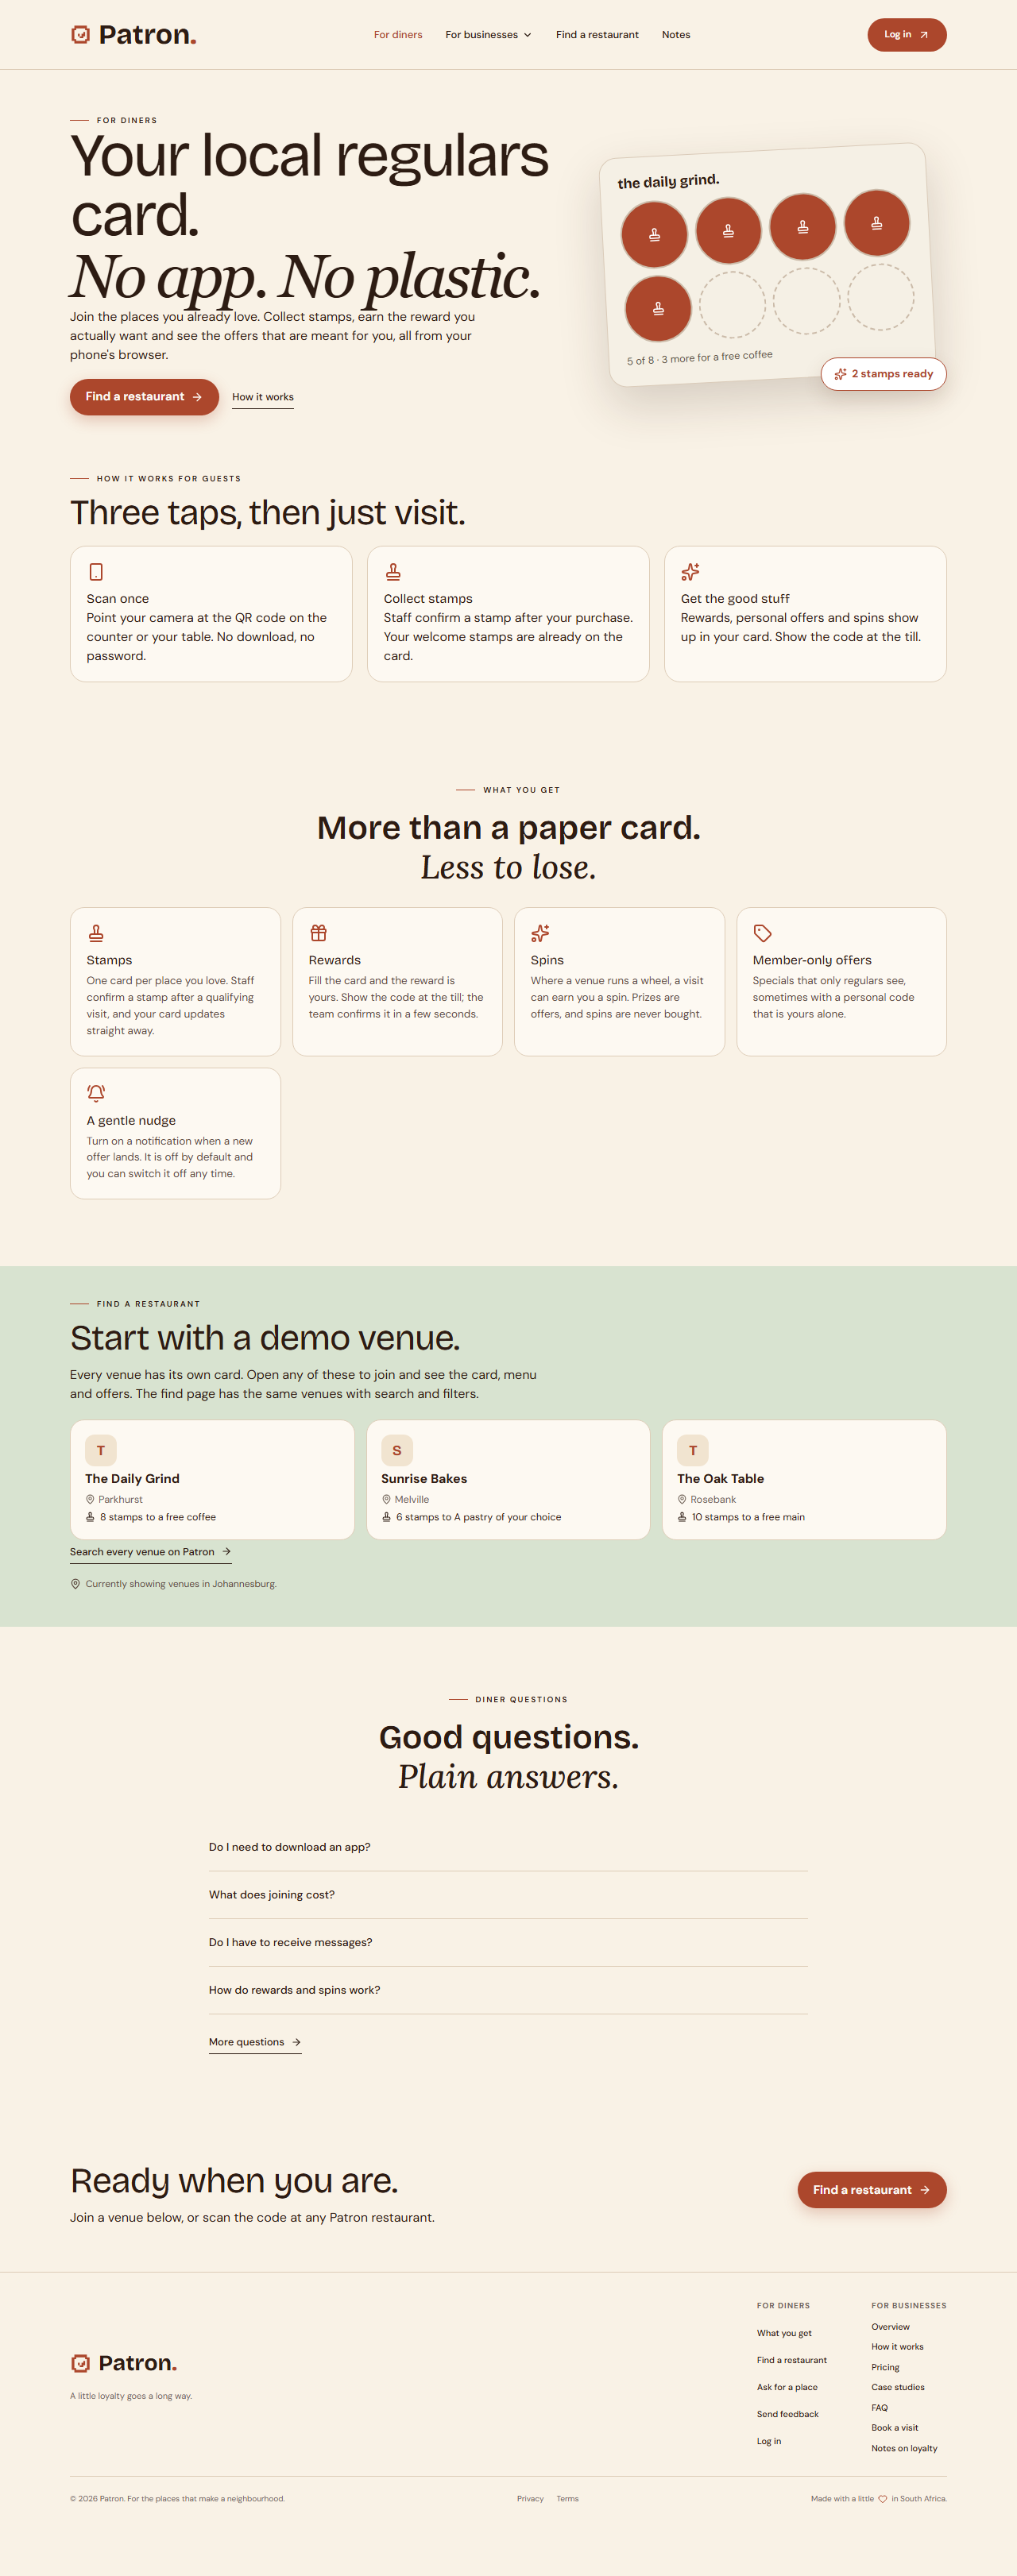 Patron.
For diners
For businesses
Find a restaurant
Notes
Log in
FOR DINERS
Your local regulars
card.
No app. No plastic.
Join the places you already love. Collect stamps, earn the reward you
actually want and see the offers that are meant for you, all from your
phone's browser.
Find a restaurant
How it works
the daily grind.
5 of 8 · 3 more for a free coffee
2 stamps ready
HOW IT WORKS FOR GUESTS
Three taps, then just visit.
Scan once
Point your camera at the QR code on the
counter or your table. No download, no
password.
Collect stamps
Staff confirm a stamp after your purchase.
Your welcome stamps are already on the
card.
Get the good stuff
Rewards, personal offers and spins show
up in your card. Show the code at the till.
WHAT YOU GET
More than a paper card.
Less to lose.
Stamps
One card per place you love. Staff
confirm a stamp after a qualifying
visit, and your card updates
straight away.
Rewards
Fill the card and the reward is
yours. Show the code at the till; the
team confirms it in a few seconds.
Spins
Where a venue runs a wheel, a visit
can earn you a spin. Prizes are
offers, and spins are never bought.
Member-only offers
Specials that only regulars see,
sometimes with a personal code
that is yours alone.
A gentle nudge
Turn on a notification when a new
offer lands. It is off by default and
you can switch it off any time.
FIND A RESTAURANT
Start with a demo venue.
Every venue has its own card. Open any of these to join and see the card, menu
and offers. The find page has the same venues with search and filters.
T
The Daily Grind
Parkhurst
8 stamps to a free coffee
S
Sunrise Bakes
Melville
6 stamps to A pastry of your choice
T
The Oak Table
Rosebank
10 stamps to a free main
Search every venue on Patron
Currently showing venues in Johannesburg.
DINER QUESTIONS
Good questions.
Plain answers.
Do I need to download an app?
What does joining cost?
Do I have to receive messages?
How do rewards and spins work?
More questions
Ready when you are.
Join a venue below, or scan the code at any Patron restaurant.
Find a restaurant
Patron.
A little loyalty goes a long way.
FOR DINERS
What you get
Find a restaurant
Ask for a place
Send feedback
Log in
FOR BUSINESSES
Overview
How it works
Pricing
Case studies
FAQ
Book a visit
Notes on loyalty
© 2026 Patron. For the places that make a neighbourhood.
Privacy
Terms
Made with a little in South Africa.